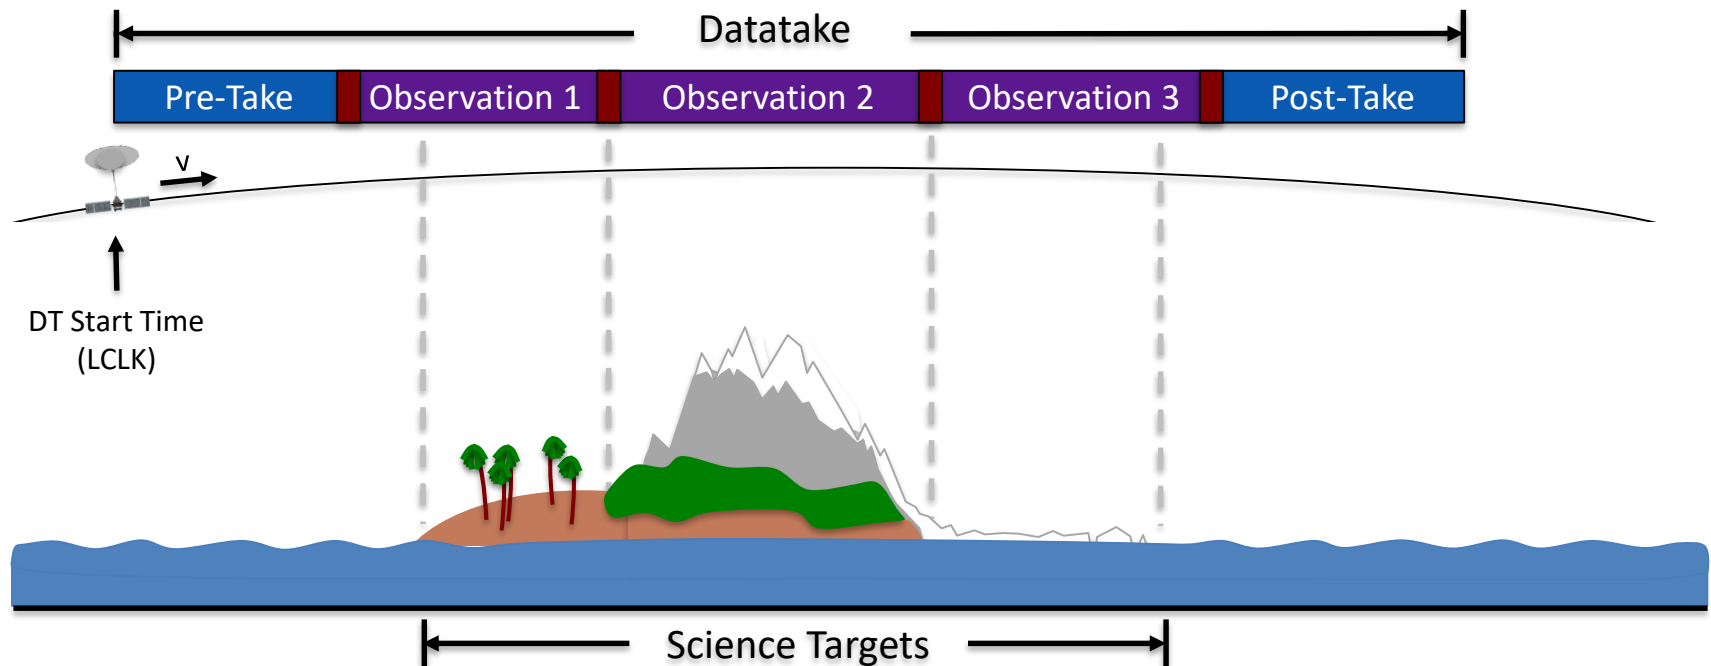 Datatake
Pre-Take
Observation 1
Observation 2
Observation 3
Post-Take
v
DT Start Time
(LCLK)
Science Targets